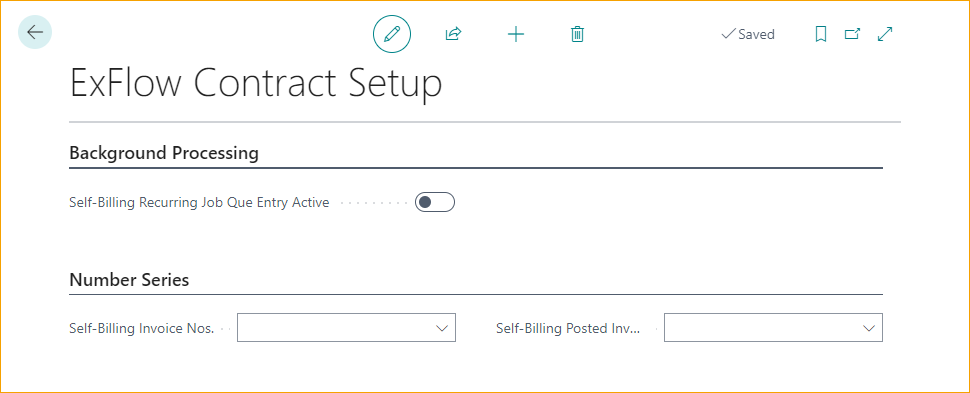 Saved
ExFlow Contract Setup
Background Processing
Self-Billing Recurring Job Que Entry Active
Number Series
Self-Billing Invoice Nos.
Self-Billing Posted Inv...